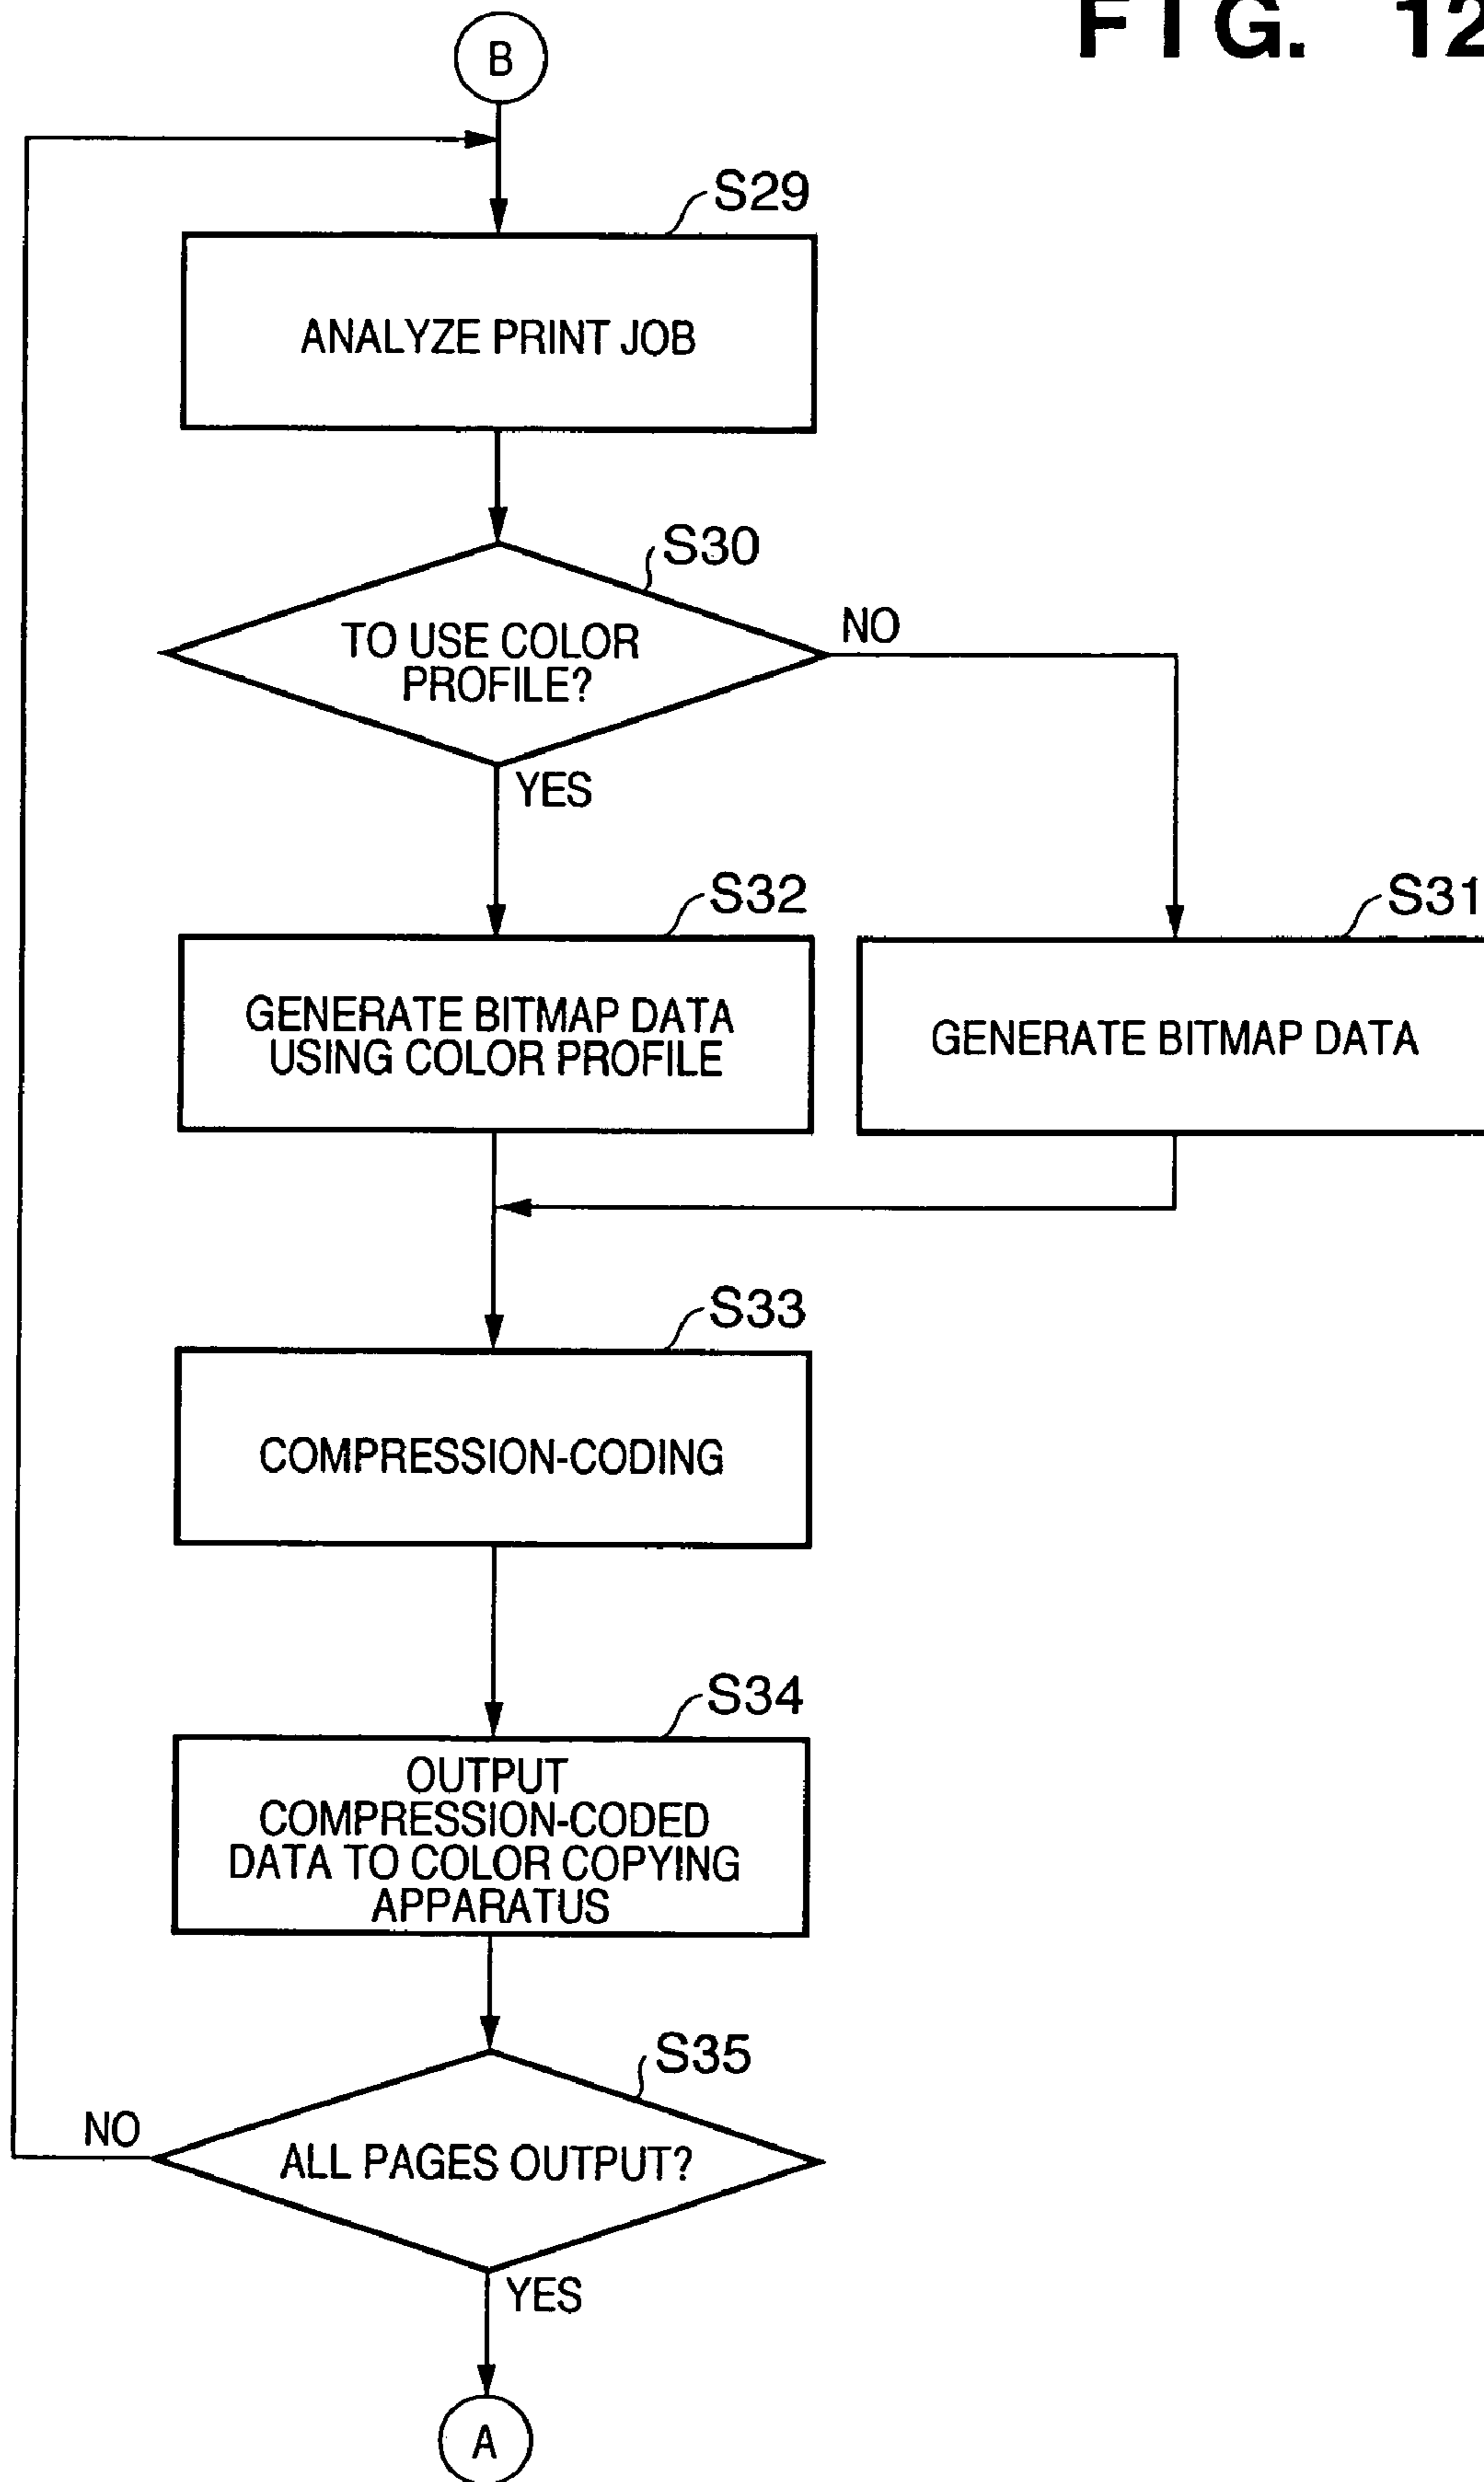 FIG. 12
B
S29
ANALYZE PRINT JOB
S30
TO USE COLOR
PROFILE?
NO
YES
S32
GENERATE BITMAP DATA
USING COLOR PROFILE
S31
GENERATE BITMAP DATA
S33
COMPRESSION-CODING
S34
OUTPUT
COMPRESSION-CODED
DATA TO COLOR COPYING
APPARATUS
S35
NO
ALL PAGES OUTPUT?
YES
A